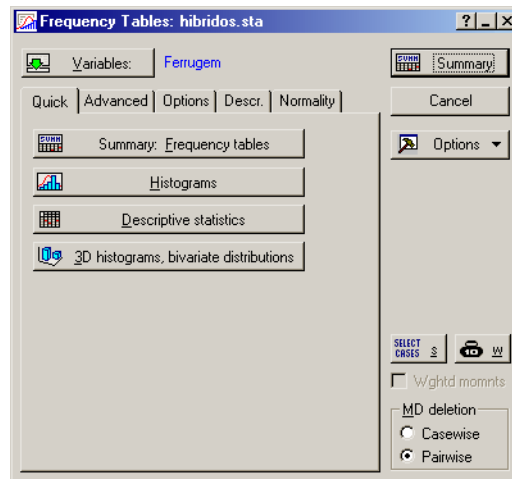 Frequency Tables: hibridos.sta
Variables: Ferrugem
Summary
Quick Advanced Options Descr. Normality
Cancel
Options
Summary: Frequency tables
Histograms
Descriptive statistics
3D histograms, bivariate distributions
SELECT CASES S W
Wghtd momnts
MD deletion
Casewise
Pairwise